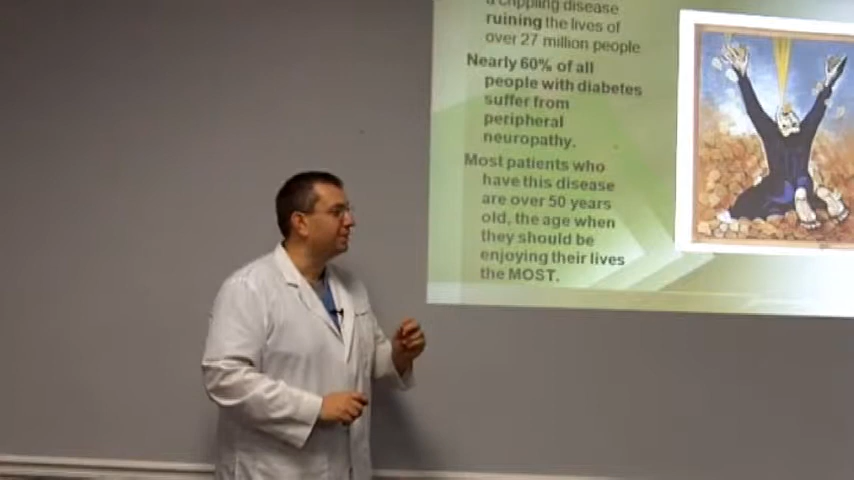 a crippling disease
ruining the lives of
over 27 million people
Nearly 60% of all
people with diabetes
suffer from
peripheral
neuropathy.
Most patients who
have this disease
are over 50 years
old, the age when
they should be
enjoying their lives
the MOST.